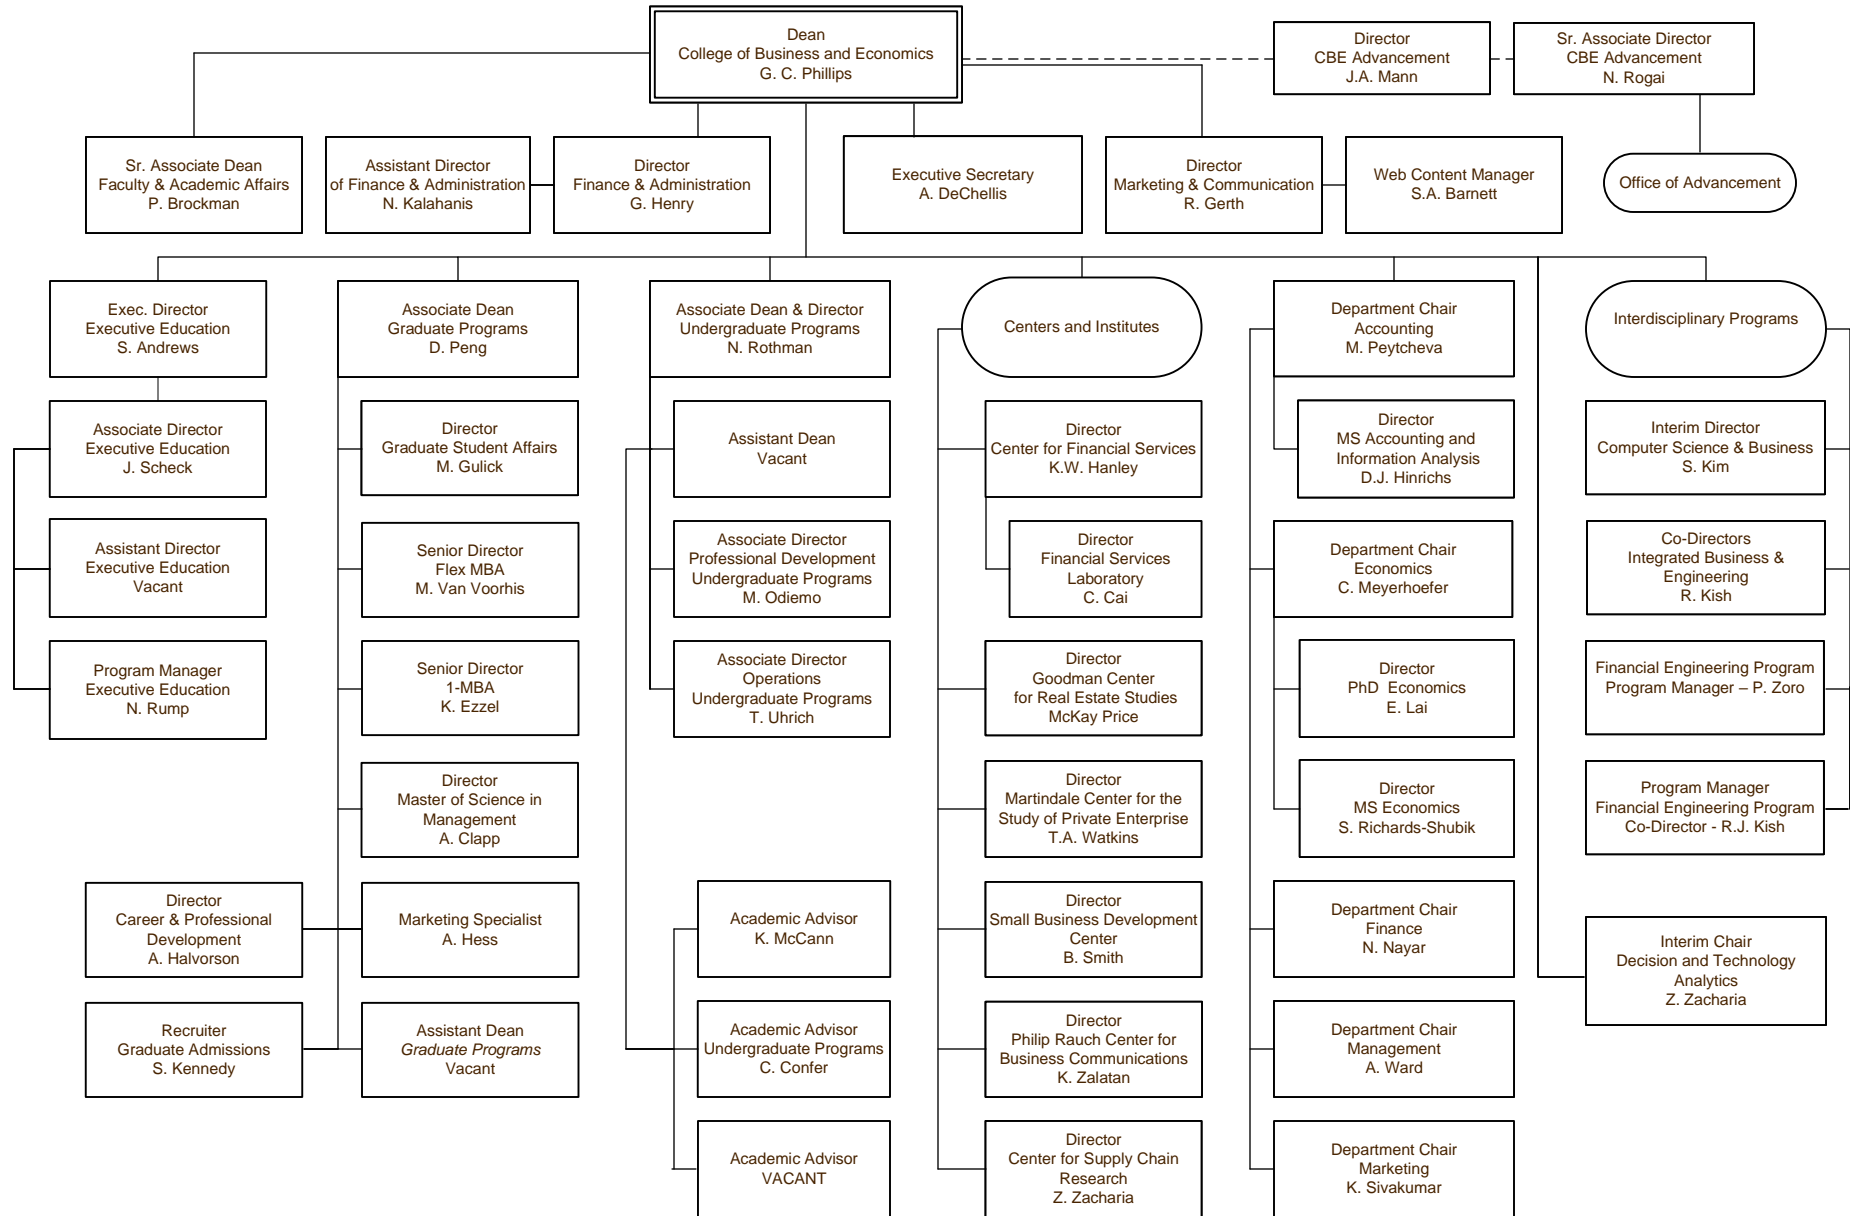 Dean
College of Business and Economics
G. C. Phillips
Director
CBE Advancement
J.A. Mann
Sr. Associate Director
CBE Advancement
N. Rogai
Sr. Associate Dean
Faculty & Academic Affairs
P. Brockman
Assistant Director
of Finance & Administration
N. Kalahanis
Director
Finance & Administration
G. Henry
Executive Secretary
A. DeChellis
Director
Marketing & Communication
R. Gerth
Web Content Manager
S.A. Barnett
Office of Advancement
Exec. Director
Executive Education
S. Andrews
Associate Dean
Graduate Programs
D. Peng
Associate Dean & Director
Undergraduate Programs
N. Rothman
Centers and Institutes
Department Chair
Accounting
M. Peytcheva
Interdisciplinary Programs
Associate Director
Executive Education
J. Scheck
Director
Graduate Student Affairs
M. Gulick
Assistant Dean
Vacant
Director
Center for Financial Services
K.W. Hanley
Director
MS Accounting and
Information Analysis
D.J. Hinrichs
Interim Director
Computer Science & Business
S. Kim
Assistant Director
Executive Education
Vacant
Senior Director
Flex MBA
M. Van Voorhis
Associate Director
Professional Development
Undergraduate Programs
M. Odiemo
Director
Financial Services
Laboratory
C. Cai
Department Chair
Economics
C. Meyerhoefer
Co-Directors
Integrated Business &
Engineering
R. Kish
Program Manager
Executive Education
N. Rump
Senior Director
1-MBA
K. Ezzel
Associate Director
Operations
Undergraduate Programs
T. Uhrich
Director
Goodman Center
for Real Estate Studies
McKay Price
Director
PhD Economics
E. Lai
Financial Engineering Program
Program Manager – P. Zoro
Director
Master of Science in
Management
A. Clapp
Director
Martindale Center for the
Study of Private Enterprise
T.A. Watkins
Director
MS Economics
S. Richards-Shubik
Program Manager
Financial Engineering Program
Co-Director - R.J. Kish
Director
Career & Professional
Development
A. Halvorson
Marketing Specialist
A. Hess
Academic Advisor
K. McCann
Director
Small Business Development
Center
B. Smith
Department Chair
Finance
N. Nayar
Interim Chair
Decision and Technology
Analytics
Z. Zacharia
Recruiter
Graduate Admissions
S. Kennedy
Assistant Dean
Graduate Programs
Vacant
Academic Advisor
Undergraduate Programs
C. Confer
Director
Philip Rauch Center for
Business Communications
K. Zalatan
Department Chair
Management
A. Ward
Academic Advisor
VACANT
Director
Center for Supply Chain
Research
Z. Zacharia
Department Chair
Marketing
K. Sivakumar